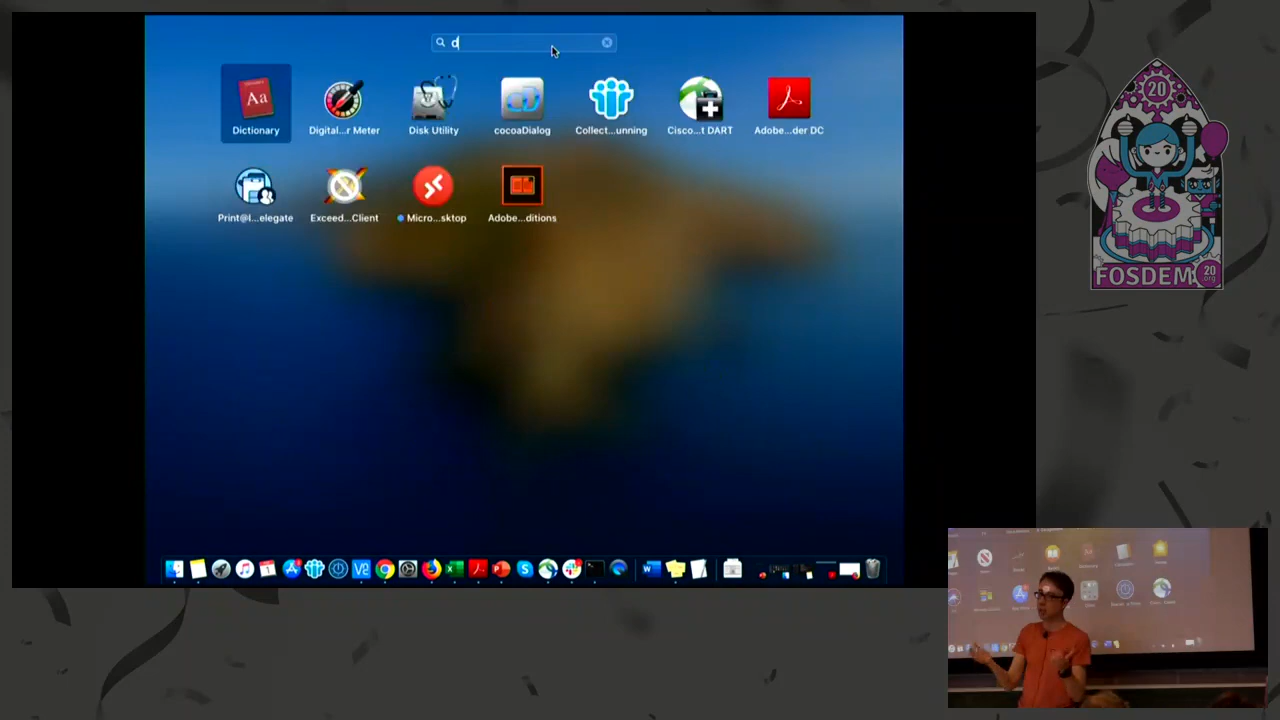 d
Dictionary
Digital...r Meter
Disk Utility
cocoaDialog
Collect...unning
Cisco...t DART
Adobe...der DC
Print@I...elegate
Exceed...Client
Micro...sktop
Adobe...ditions
20
FOSDEM
20
.org